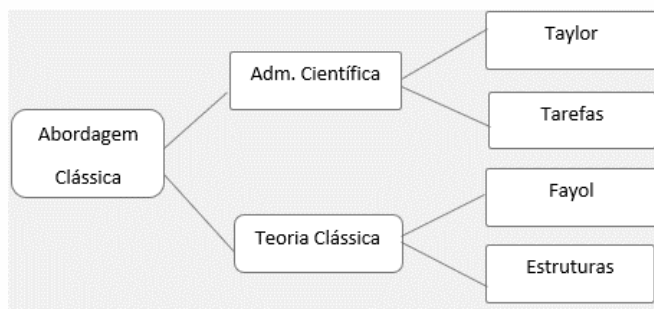 Abordagem
Clássica
Adm. Científica
Teoria Clássica
Taylor
Tarefas
Fayol
Estruturas